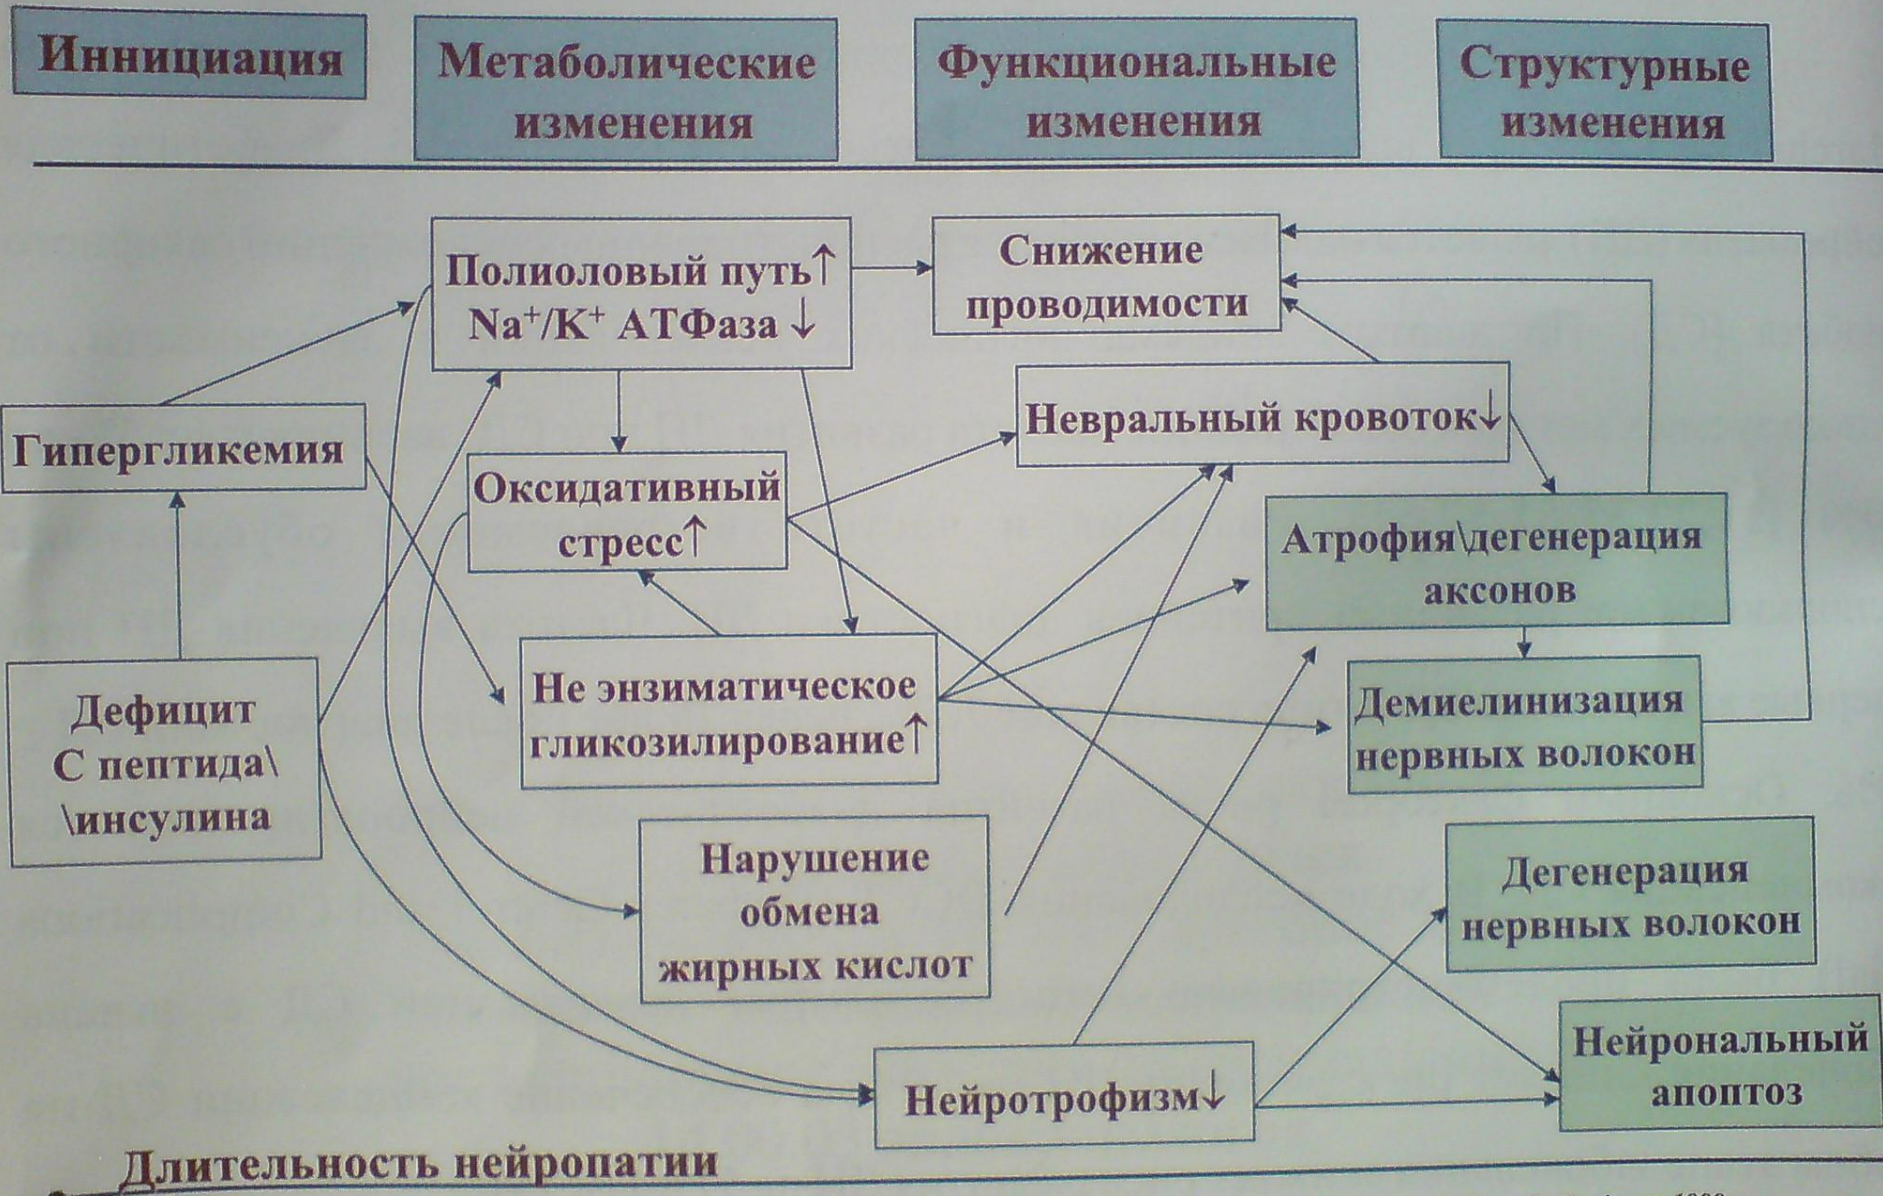 Иннициация
Метаболические
изменения
Функциональные
изменения
Структурные
изменения
Полиоловый путь↑
Na⁺/K⁺ АТФаза ↓
Снижение
проводимости
Гипергликемия
Невральный кровоток↓
Оксидативный
стресс↑
Атрофия\дегенерация
аксонов
Не энзиматическое
гликозилирование↑
Демиелинизация
нервных волокон
Дефицит
С пептида\
\инсулина
Нарушение
обмена
жирных кислот
Дегенерация
нервных волокон
Нейротрофизм↓
Нейрональный
апоптоз
Длительность нейропатии